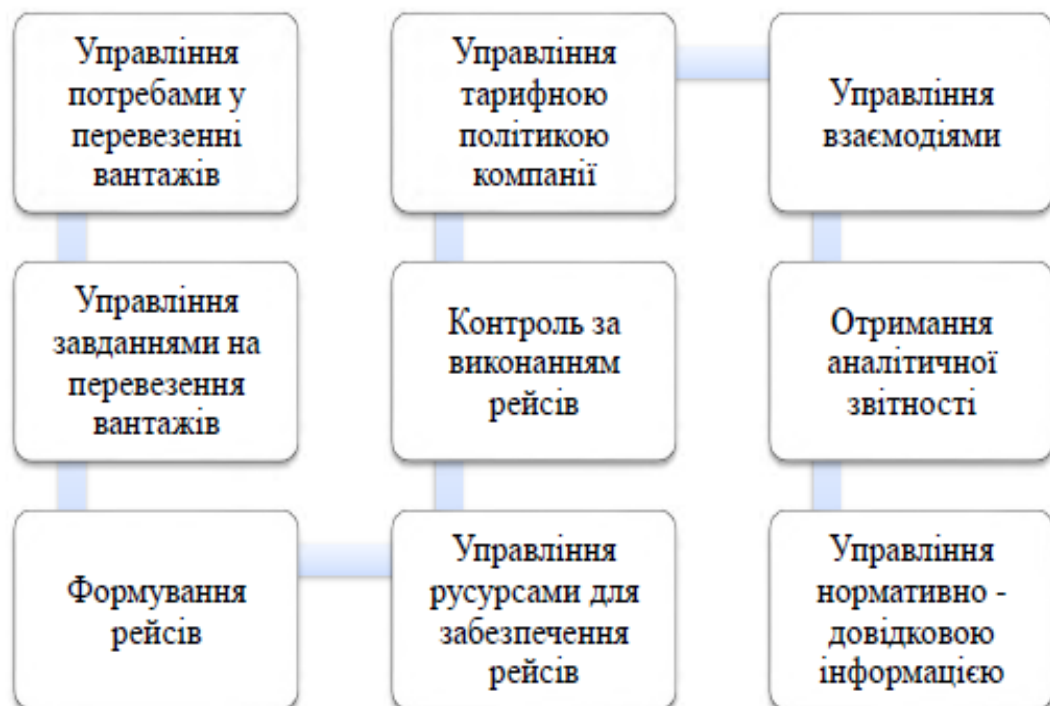 Управління
потребами у
перевезенні
вантажів
Управління
завданнями на
перевезення
вантажів
Формування
рейсів
Управління
русурсами для
забезпечення
рейсів
Контроль за
виконанням
рейсів
Управління
тарифною
політикою
компанії
Управління
взаємодіями
Отримання
аналітичної
звітності
Управління
нормативно -
довідковою
інформацією